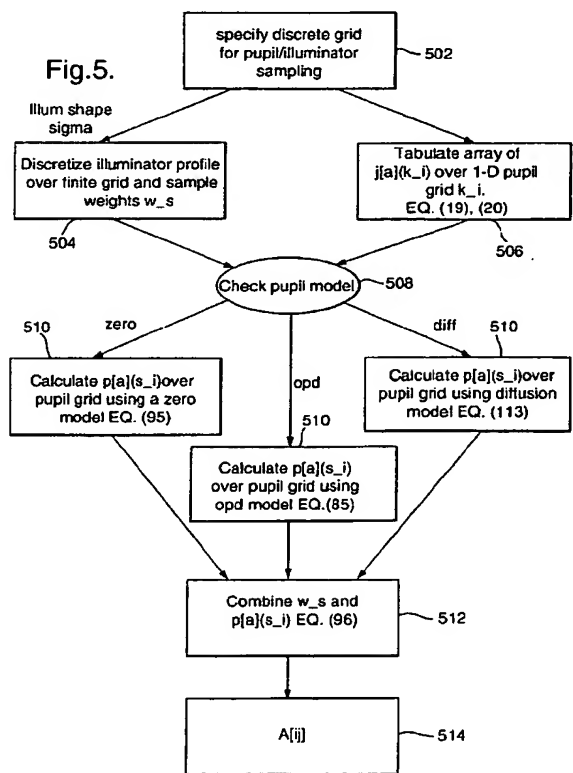 Fig.5.
specify discrete grid
for pupil/illuminator
sampling
502
Illum shape
sigma
Discretize illuminator profile
over finite grid and sample
weights w_s
504
Tabulate array of
j[a](k_i) over 1-D pupil
grid k_i.
EQ. (19), (20)
506
Check pupil model
508
zero
opd
diff
510
Calculate p[a](s_i)over
pupil grid using a zero
model EQ. (95)
510
Calculate p[a](s_i)
over pupil grid using
opd model EQ.(85)
510
Calculate p[a](s_i)over
pupil grid using diffusion
model EQ. (113)
Combine w_s and
p[a](s_i) EQ. (96)
512
A[ij]
514